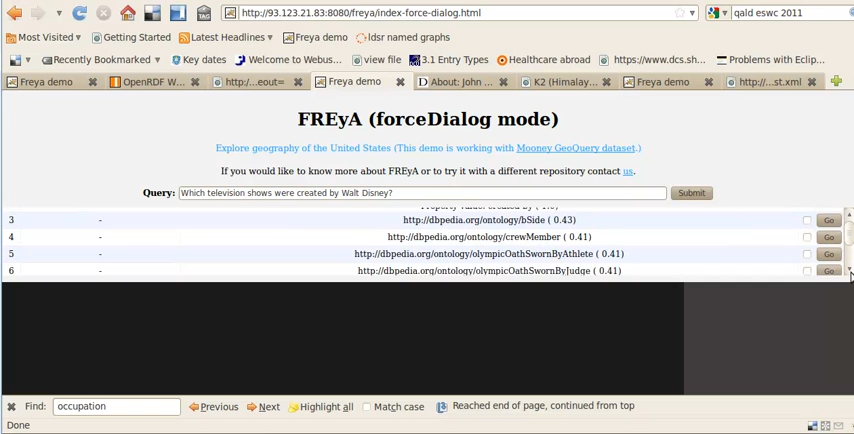 http://93.123.21.83:8080/freya/index-force-dialog.html
qald eswc 2011
Most Visited Getting Started Latest Headlines Freya demo ldsr named graphs
Recently Bookmarked Key dates Welcome to Webus... view file 3.1 Entry Types Healthcare abroad https://www.dcs.sh... Problems with Eclip...
Freya demo OpenRDF W... http:/...eout= Freya demo About: John ... K2 (Himalay... Freya demo http://...st.xml
FREyA (forceDialog mode)
Explore geography of the United States (This demo is working with Mooney GeoQuery dataset.)
If you would like to know more about FREyA or to try it with a different repository contact us.
Query: Which television shows were created by Walt Disney? Submit
3 - http://dbpedia.org/ontology/bSide ( 0.43) Go
4 - http://dbpedia.org/ontology/crewMember ( 0.41) Go
5 - http://dbpedia.org/ontology/olympicOathSwornByAthlete ( 0.41) Go
6 - http://dbpedia.org/ontology/olympicOathSwornByJudge ( 0.41) Go
Find: occupation Previous Next Highlight all Match case Reached end of page, continued from top
Done